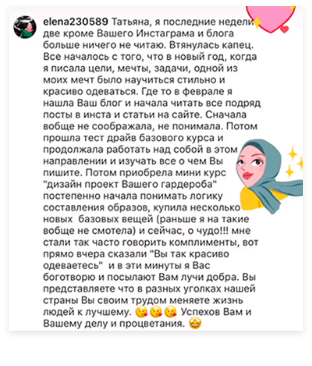 elena230589 Татьяна, я последние недели
две кроме Вашего Инстаграма и блога
больше ничего не читаю. Втянулась капец.
Все началось с того, что в новый год, когда
я писала цели, мечты, задачи, одной из
моих мечт было научиться стильно и
красиво одеваться. Где то в феврале я
нашла Ваш блог и начала читать все подряд
посты в инста и статьи на сайте. Сначала
вобще не соображала, не понимала. Потом
прошла тест драйв базового курса и
продолжала работать над собой в этом
направлении и изучать все о чем Вы
пишите. Потом приобрела мини курс
"дизайн проект Вашего гардероба"
постепенно начала понимать логику
составления образов, купила несколько
новых базовых вещей (раньше я на такие
вобще не смотела) и сейчас, о чудо!!! мне
стали так часто говорить комплименты, вот
прям вчера сказали "Вы так красиво
одеваетесь" и в эти минуты я Вас
боготворю и посылают Вам лучи добра. Вы
представляете что в разных уголках нашей
страны Вы своим трудом меняете жизнь
людей к лучшему. 😘😘😘 Успехов Вам и
Вашему делу и процветания. 🤩